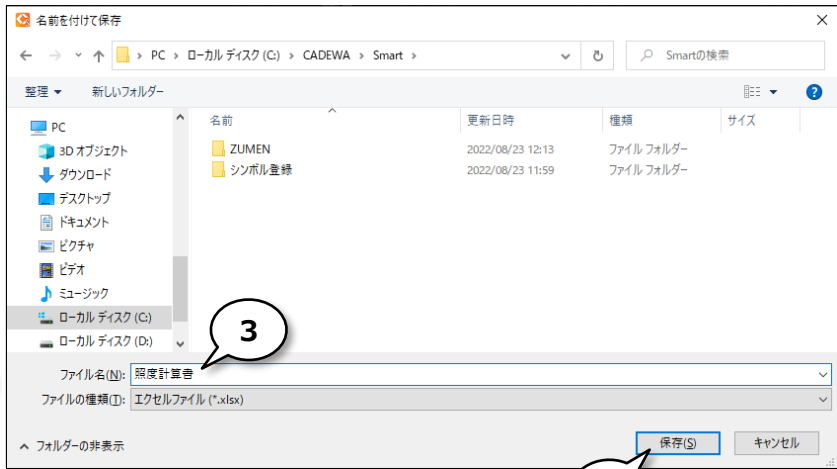 名前を付けて保存
PC › ローカル ディスク (C:) › CADEWA › Smart ›
Smartの検索
整理 新しいフォルダー
名前 更新日時 種類 サイズ
PC
3D オブジェクト
ダウンロード
デスクトップ
ドキュメント
ピクチャ
ビデオ
ミュージック
ローカル ディスク (C:)
ローカル ディスク (D:)
ZUMEN 2022/08/23 12:13 ファイル フォルダー
シンボル登録 2022/08/23 11:59 ファイル フォルダー
3
ファイル名(N): 照度計算書
ファイルの種類(T): エクセルファイル (*.xlsx)
フォルダーの非表示
保存(S) キャンセル